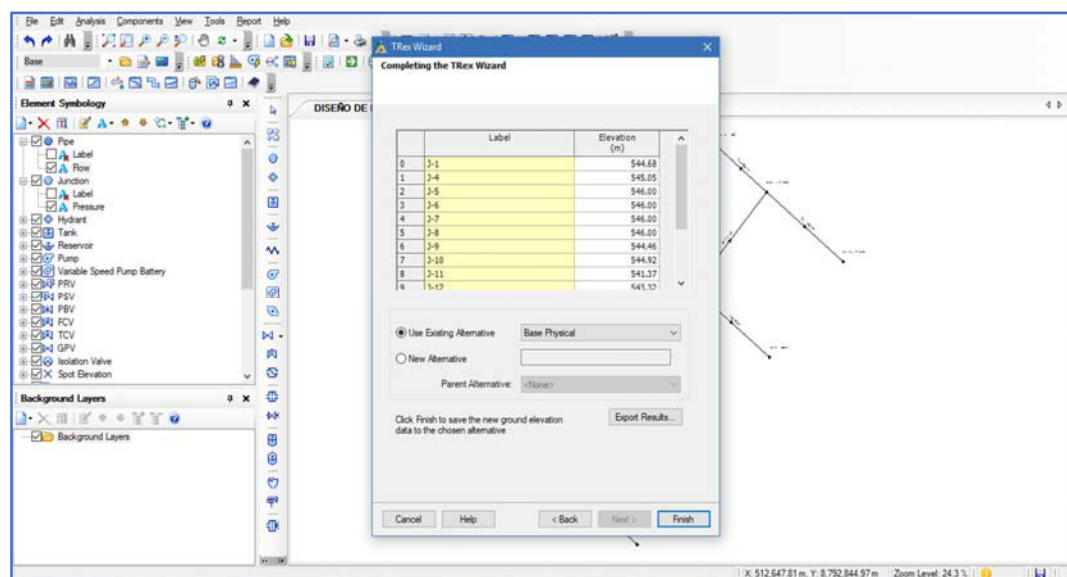 File Edit Analysis Components View Tools Report Help
Base
Element Symbology
Pipe
Label
Flow
Junction
Label
Pressure
Hydrant
Tank
Reservoir
Pump
Variable Speed Pump Battery
PRV
PSV
PBV
FCV
TCV
GPV
Isolation Valve
Spot Elevation
Background Layers
Background Layers
DISEÑO DE
TRex Wizard
Completing the TRex Wizard
Label Elevation
(m)
0 J-1 544.68
1 J-4 545.05
2 J-5 546.00
3 J-6 546.00
4 J-7 546.00
5 J-8 546.00
6 J-9 544.46
7 J-10 544.92
8 J-11 541.37
9 J-12 543.32
Use Existing Alternative Base Physical
New Alternative
Parent Alternative: <None>
Click Finish to save the new ground elevation
data to the chosen alternative
Export Results...
Cancel Help < Back Next > Finish
X: 512,647.81 m, Y: 8,792,844.97 m Zoom Level: 24.3 %